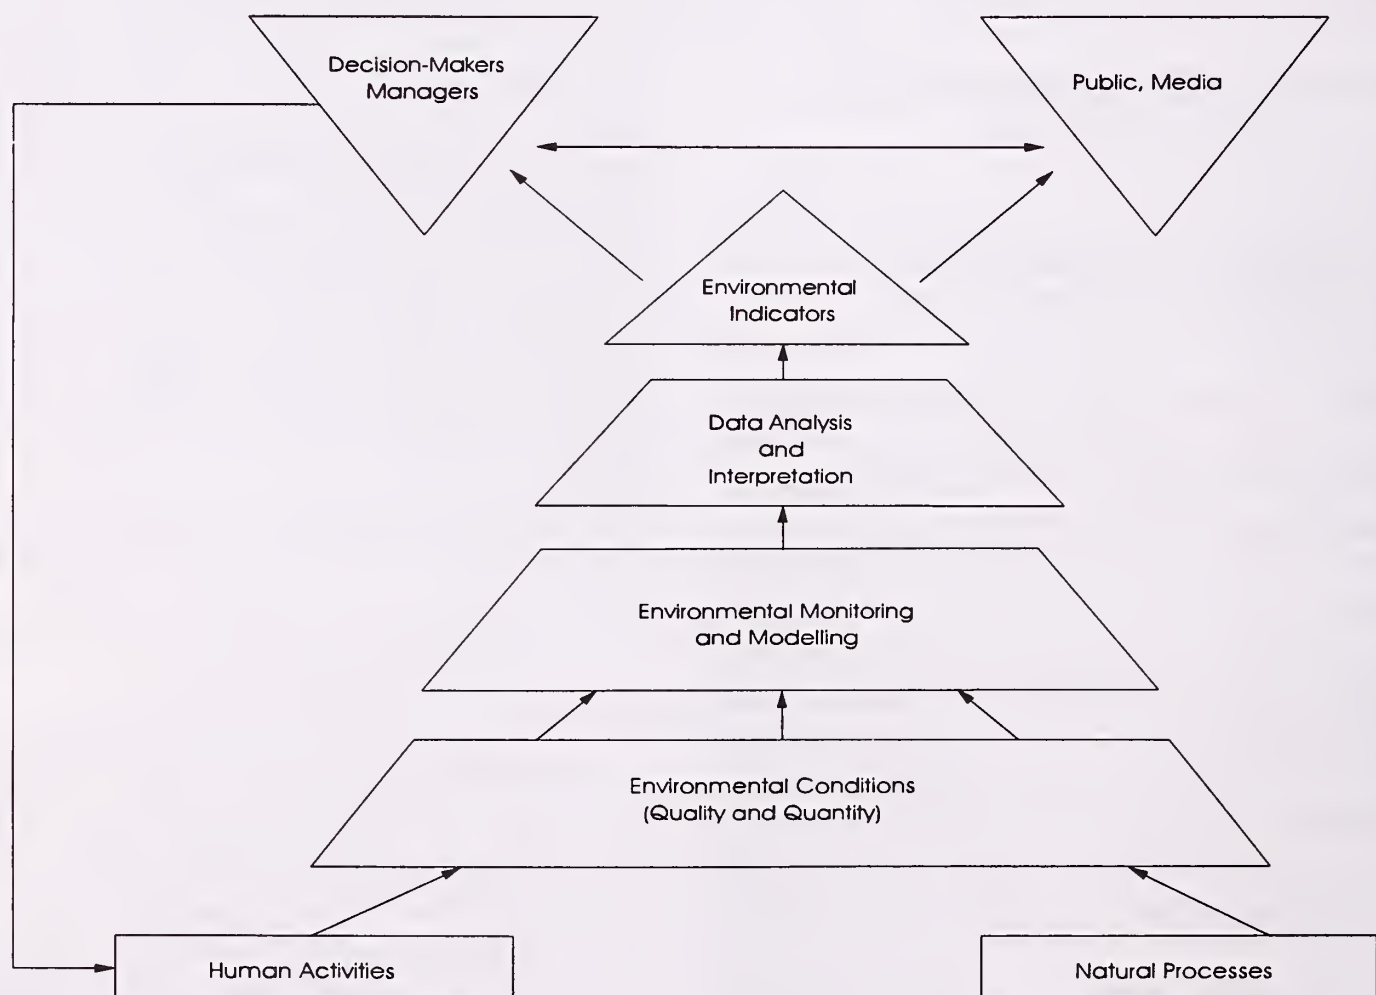 Decision-Makers
Managers
Public, Media
Environmental
Indicators
Data Analysis
and
Interpretation
Environmental Monitoring
and Modelling
Environmental Conditions
(Quality and Quantity)
Human Activities
Natural Processes